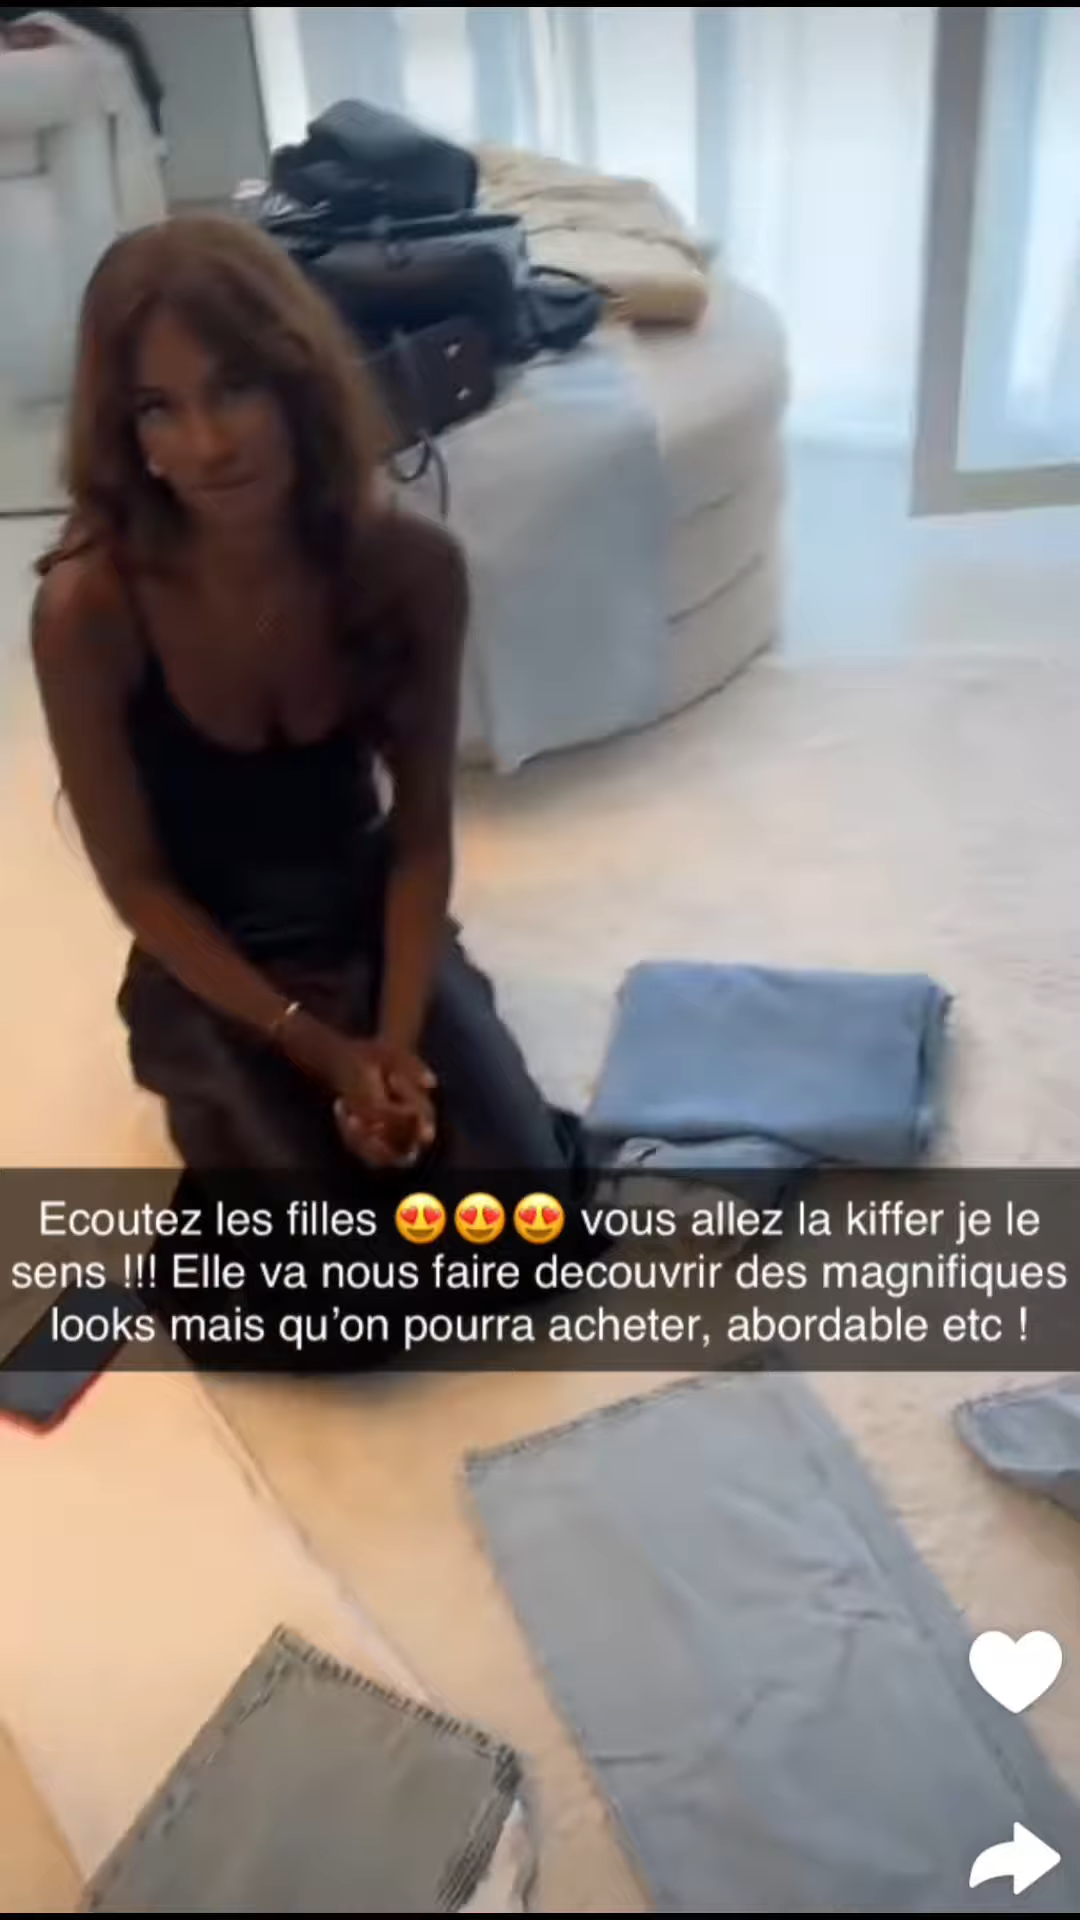 Ecoutez les filles 😍😍😍 vous allez la kiffer je le
sens !!! Elle va nous faire decouvrir des magnifiques
looks mais qu’on pourra acheter, abordable etc !